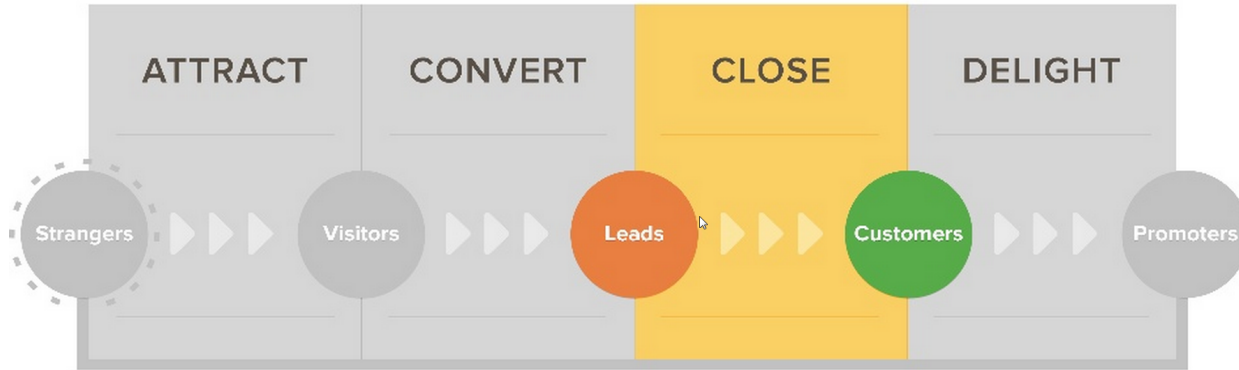 ATTRACT
CONVERT
CLOSE
DELIGHT
Strangers
Visitors
Leads
Customers
Promoters